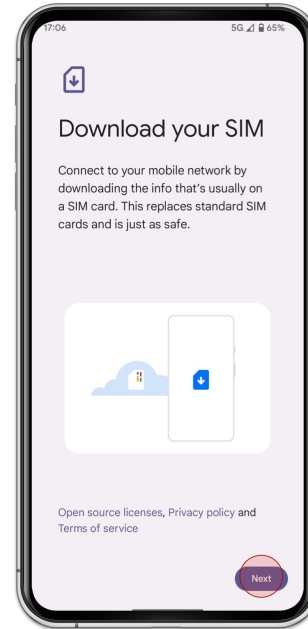 17:06 5G 65%
Download your SIM
Connect to your mobile network by
downloading the info that's usually on
a SIM card. This replaces standard SIM
cards and is just as safe.
Open source licenses, Privacy policy and
Terms of service
Next